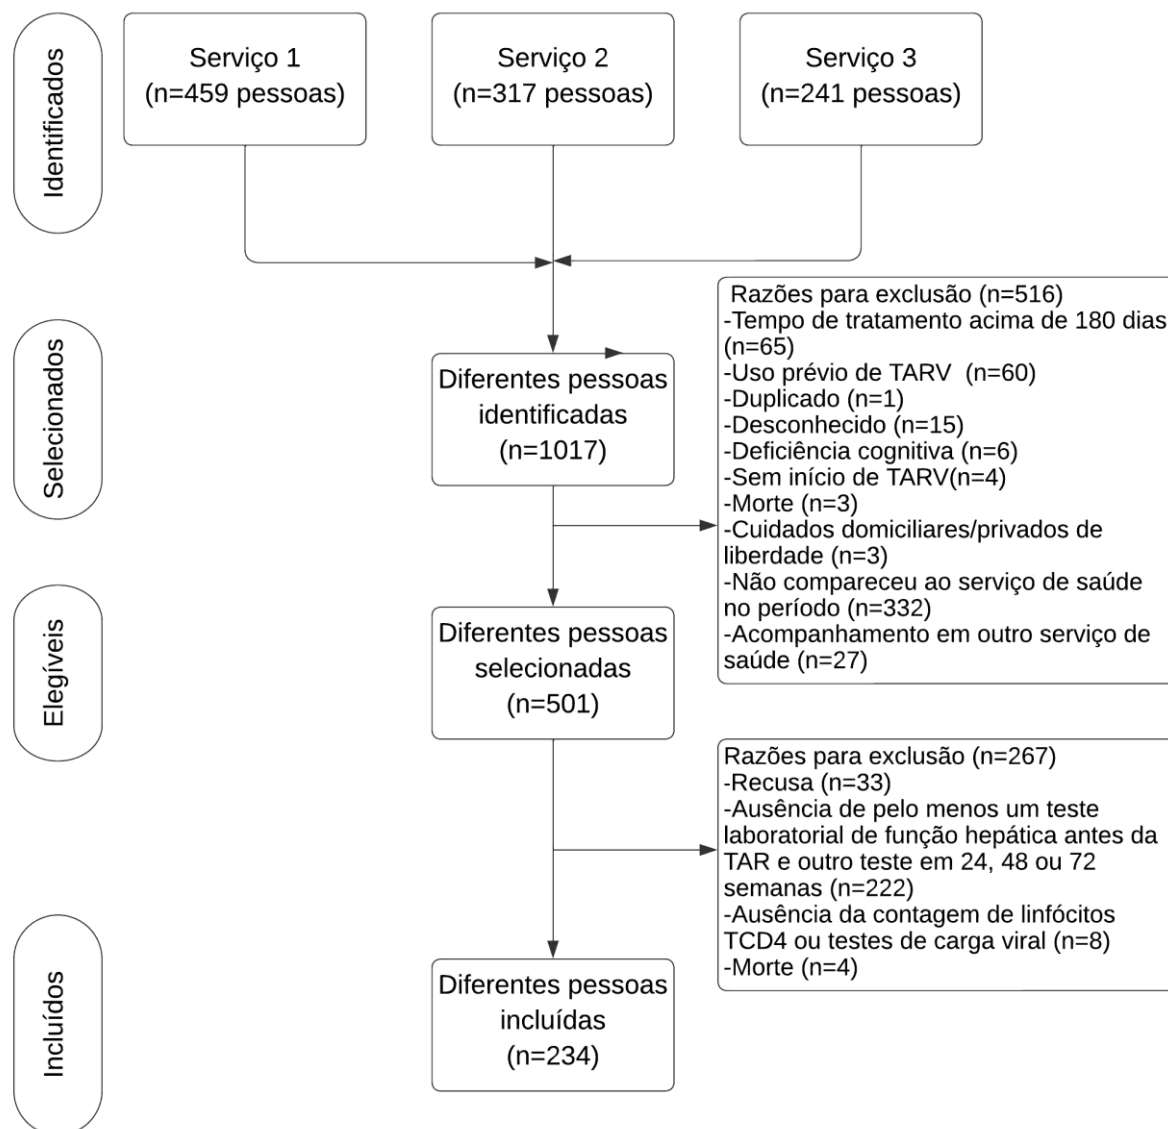 Identificados
Serviço 1
(n=459 pessoas)
Serviço 2
(n=317 pessoas)
Serviço 3
(n=241 pessoas)
Selecionados
Diferentes pessoas
identificadas
(n=1017)
Razões para exclusão (n=516)
-Tempo de tratamento acima de 180 dias
(n=65)
-Uso prévio de TARV (n=60)
-Duplicado (n=1)
-Desconhecido (n=15)
-Deficiência cognitiva (n=6)
-Sem início de TARV(n=4)
-Morte (n=3)
-Cuidados domiciliares/privados de
liberdade (n=3)
-Não compareceu ao serviço de saúde
no período (n=332)
-Acompanhamento em outro serviço de
saúde (n=27)
Elegíveis
Diferentes pessoas
selecionadas
(n=501)
Razões para exclusão (n=267)
-Recusa (n=33)
-Ausência de pelo menos um teste
laboratorial de função hepática antes da
TAR e outro teste em 24, 48 ou 72
semanas (n=222)
-Ausência da contagem de linfócitos
TCD4 ou testes de carga viral (n=8)
-Morte (n=4)
Incluídos
Diferentes pessoas
incluídas
(n=234)